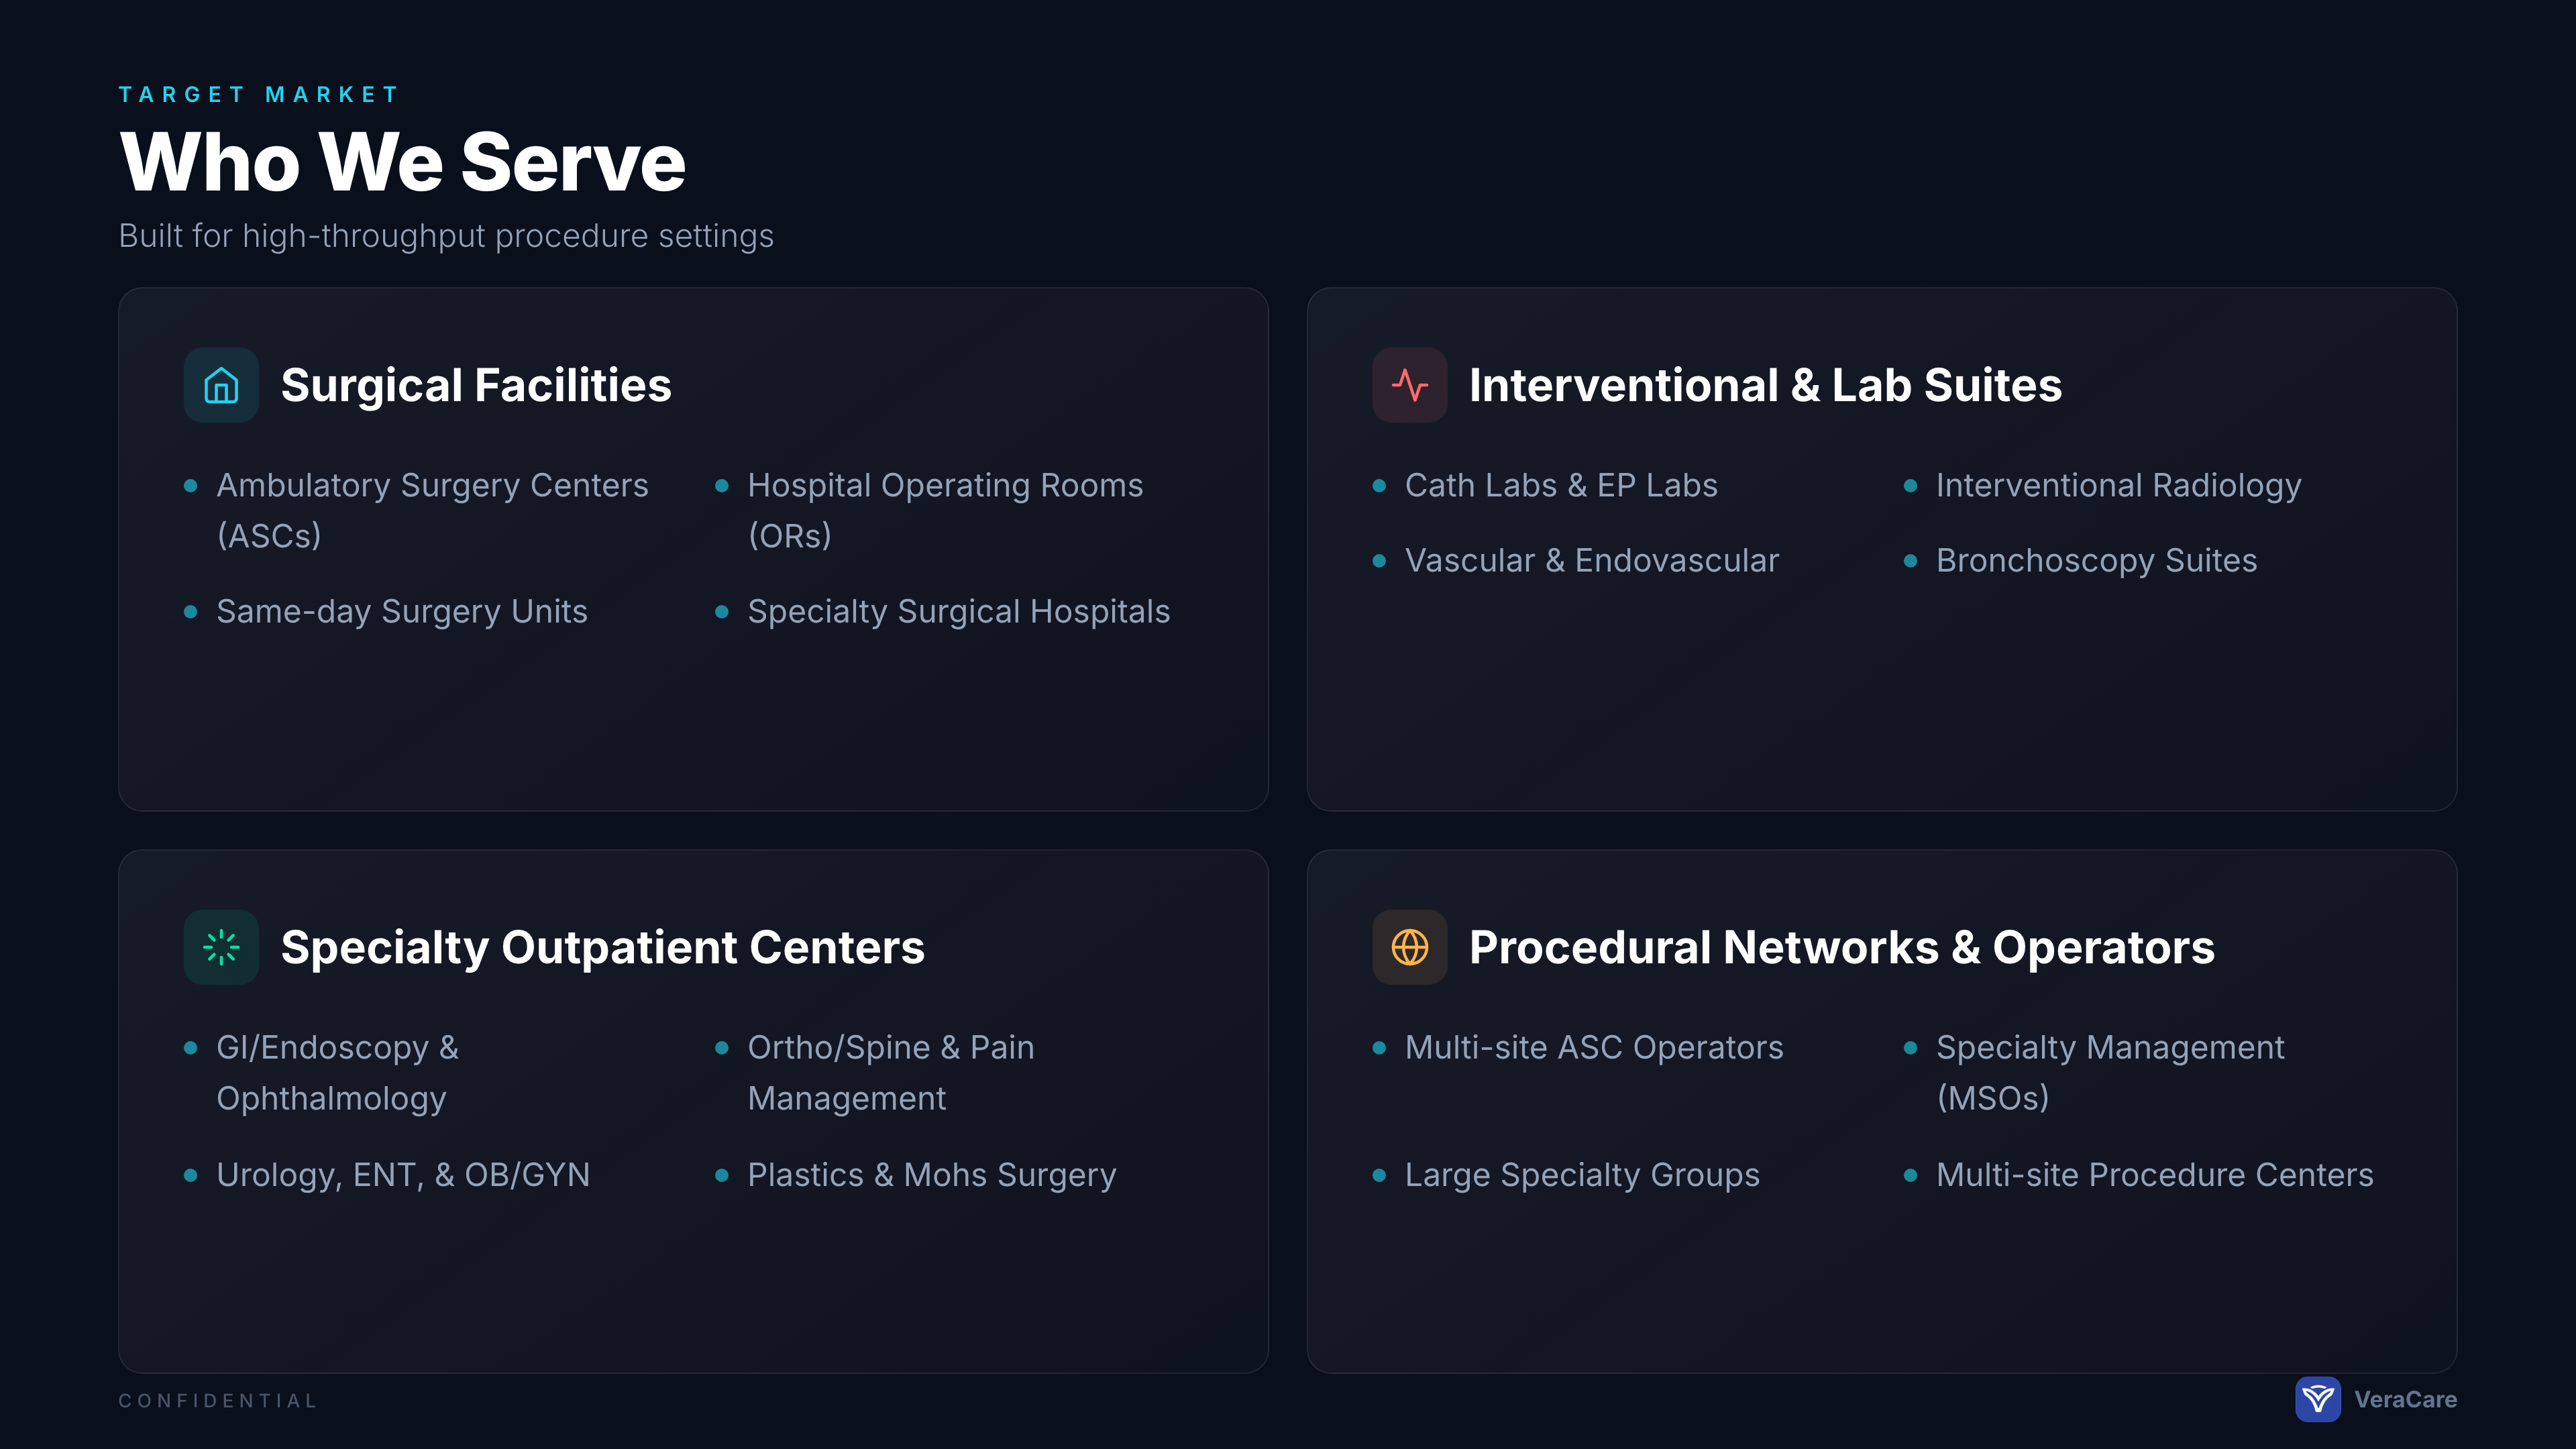 TARGET MARKET
Who We Serve
Built for high-throughput procedure settings
Surgical Facilities
Ambulatory Surgery Centers
(ASCs)
Hospital Operating Rooms
(ORs)
Same-day Surgery Units
Specialty Surgical Hospitals
Interventional & Lab Suites
Cath Labs & EP Labs
Interventional Radiology
Vascular & Endovascular
Bronchoscopy Suites
Specialty Outpatient Centers
GI/Endoscopy &
Ophthalmology
Ortho/Spine & Pain
Management
Urology, ENT, & OB/GYN
Plastics & Mohs Surgery
Procedural Networks & Operators
Multi-site ASC Operators
Specialty Management
(MSOs)
Large Specialty Groups
Multi-site Procedure Centers
CONFIDENTIAL
VeraCare